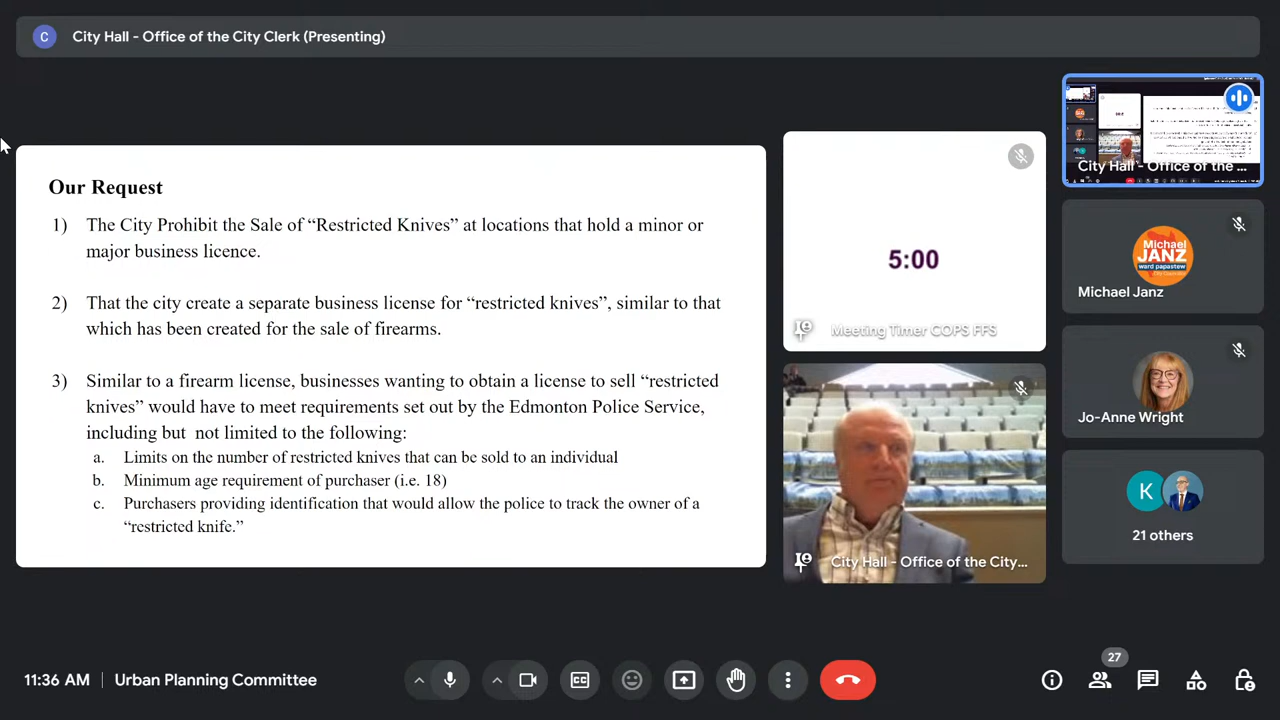 C City Hall - Office of the City Clerk (Presenting)
Our Request
1) The City Prohibit the Sale of “Restricted Knives” at locations that hold a minor or
major business licence.
2) That the city create a separate business license for “restricted knives”, similar to that
which has been created for the sale of firearms.
3) Similar to a firearm license, businesses wanting to obtain a license to sell “restricted
knives” would have to meet requirements set out by the Edmonton Police Service,
including but not limited to the following:
a. Limits on the number of restricted knives that can be sold to an individual
b. Minimum age requirement of purchaser (i.e. 18)
c. Purchasers providing identification that would allow the police to track the owner of a
“restricted knife.”
5:00
Meeting Timer COPS FFS
City Hall - Office of the City...
City Hall - Office of the ...
Michael
JANZ
ward papastew
Michael Janz
Jo-Anne Wright
K
21 others
11:36 AM | Urban Planning Committee
CC
27